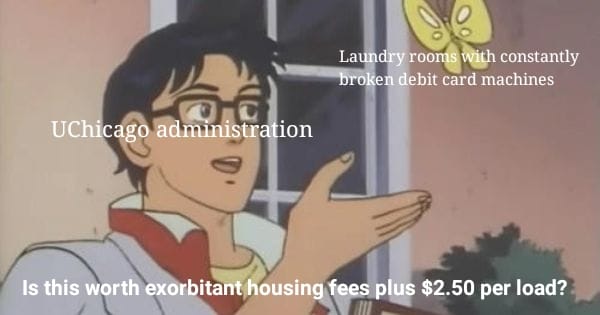 Laundry rooms with constantly
broken debit card machines
UChicago administration
Is this worth exorbitant housing fees plus $2.50 per load?